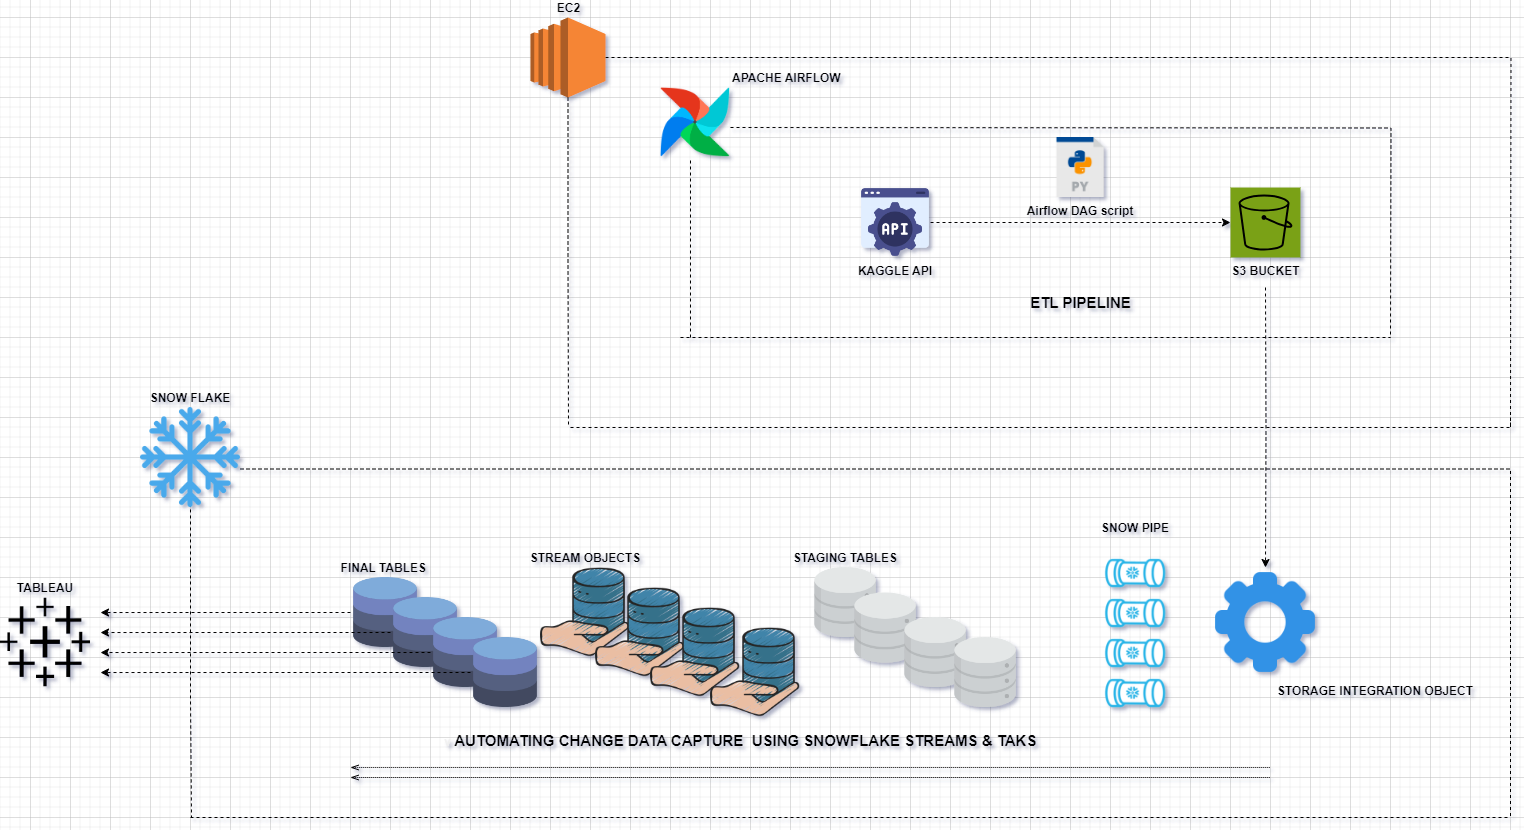 EC2
APACHE AIRFLOW
PY
Airflow DAG script
API
KAGGLE API
S3 BUCKET
ETL PIPELINE
SNOW FLAKE
SNOW PIPE
STREAM OBJECTS
STAGING TABLES
FINAL TABLES
TABLEAU
STORAGE INTEGRATION OBJECT
AUTOMATING CHANGE DATA CAPTURE USING SNOWFLAKE STREAMS & TAKS